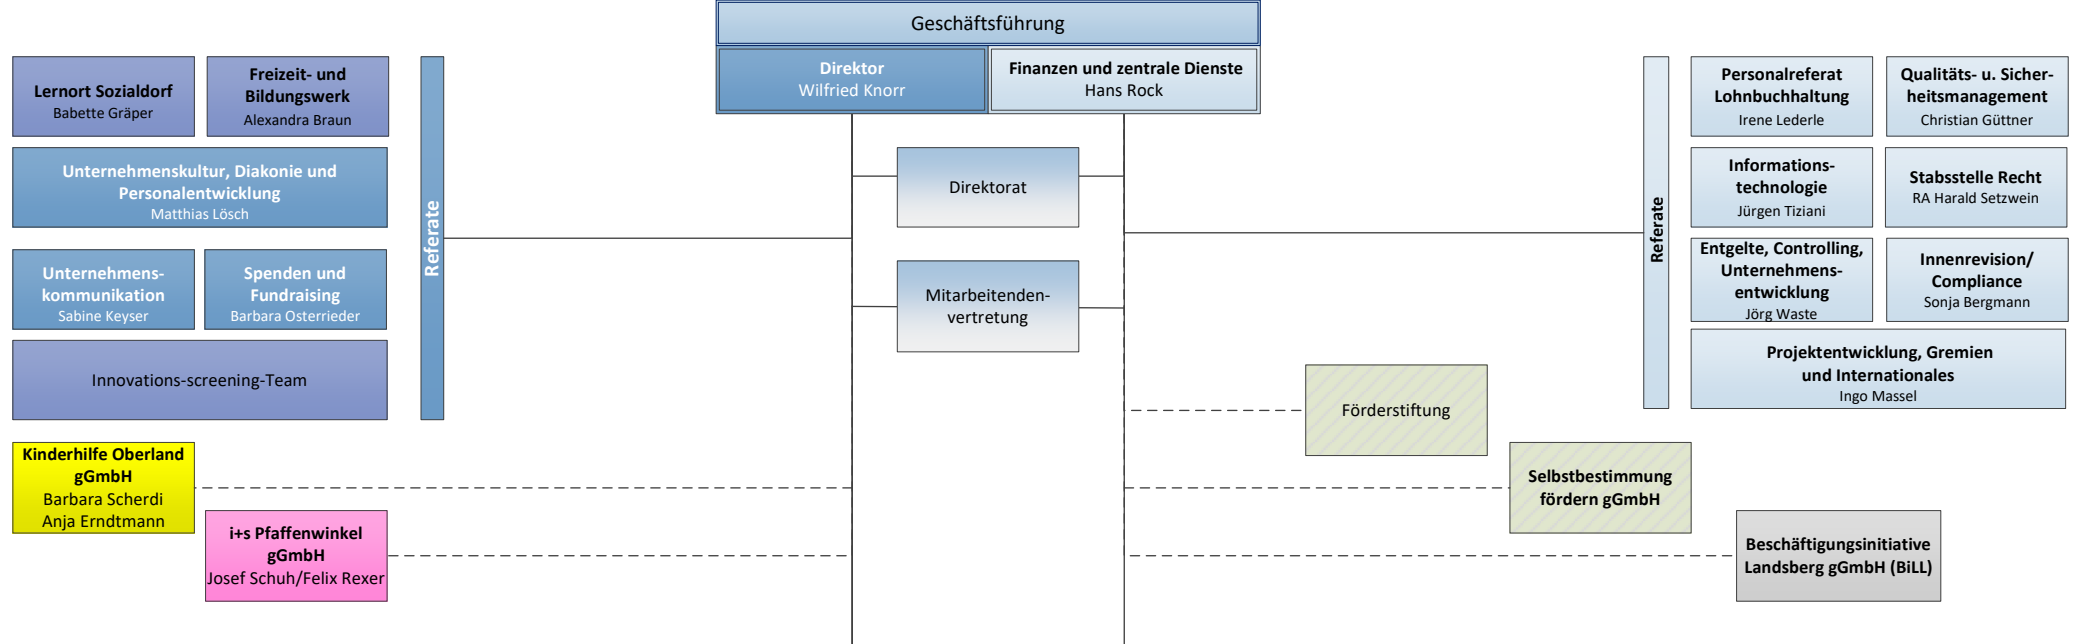 Geschäftsführung
Direktor
Wilfried Knorr
Finanzen und zentrale Dienste
Hans Rock
Lernort Sozialdorf
Babette Gräper
Freizeit- und
Bildungswerk
Alexandra Braun
Unternehmenskultur, Diakonie und
Personalentwicklung
Matthias Lösch
Unternehmens-
kommunikation
Sabine Keyser
Spenden und
Fundraising
Barbara Osterrieder
Innovations-screening-Team
Referate
Kinderhilfe Oberland
gGmbH
Barbara Scherdi
Anja Erndtmann
i+s Pfaffenwinkel
gGmbH
Josef Schuh/Felix Rexer
Direktorat
Mitarbeitenden-
vertretung
Förderstiftung
Selbstbestimmung
fördern gGmbH
Beschäftigungsinitiative
Landsberg gGmbH (BiLL)
Referate
Personalreferat
Lohnbuchhaltung
Irene Lederle
Qualitäts- u. Sicher-
heitsmanagement
Christian Güttner
Informations-
technologie
Jürgen Tiziani
Stabsstelle Recht
RA Harald Setzwein
Entgelte, Controlling,
Unternehmens-
entwicklung
Jörg Waste
Innenrevision/
Compliance
Sonja Bergmann
Projektentwicklung, Gremien
und Internationales
Ingo Massel